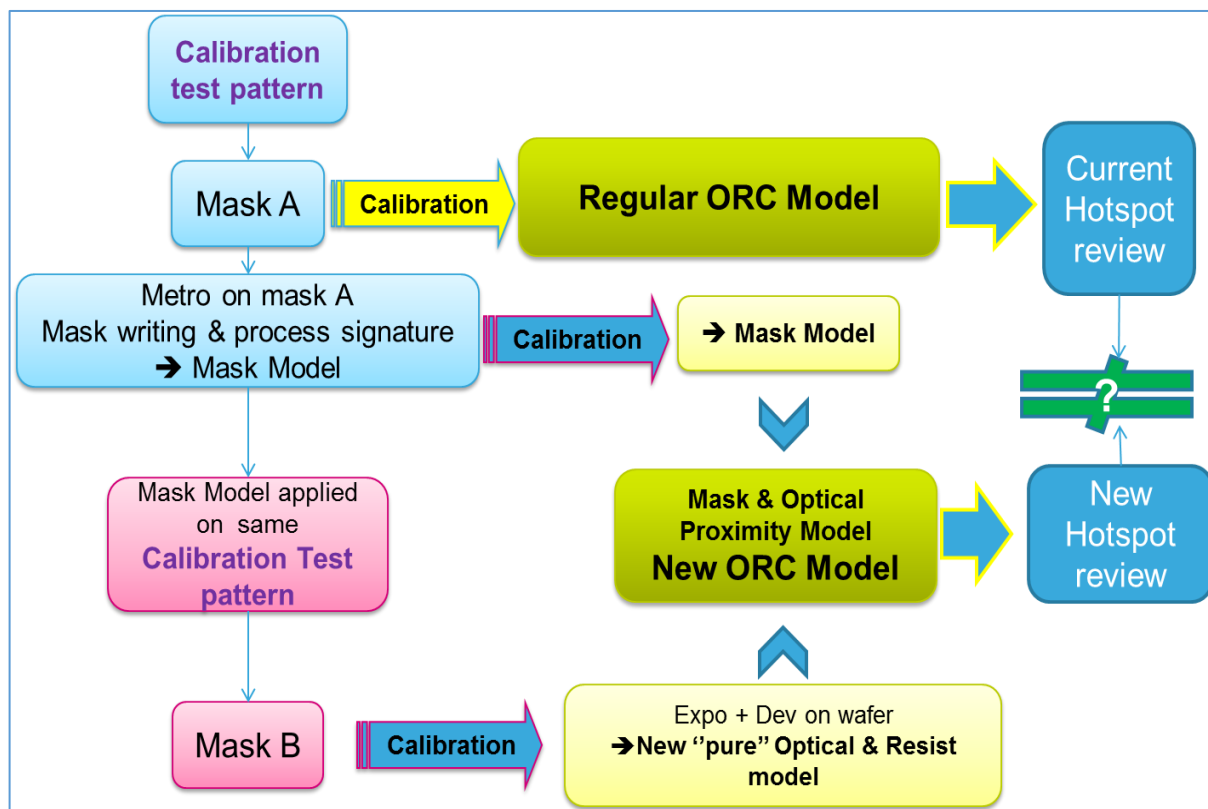 Calibration
test pattern
Mask A
Calibration
Regular ORC Model
Current
Hotspot
review
Metro on mask A
Mask writing & process signature
➔ Mask Model
Calibration
➔ Mask Model
?
Mask Model applied
on same
Calibration Test
pattern
Mask & Optical
Proximity Model
New ORC Model
New
Hotspot
review
Mask B
Calibration
Expo + Dev on wafer
➔New ‘’pure’’ Optical & Resist
model